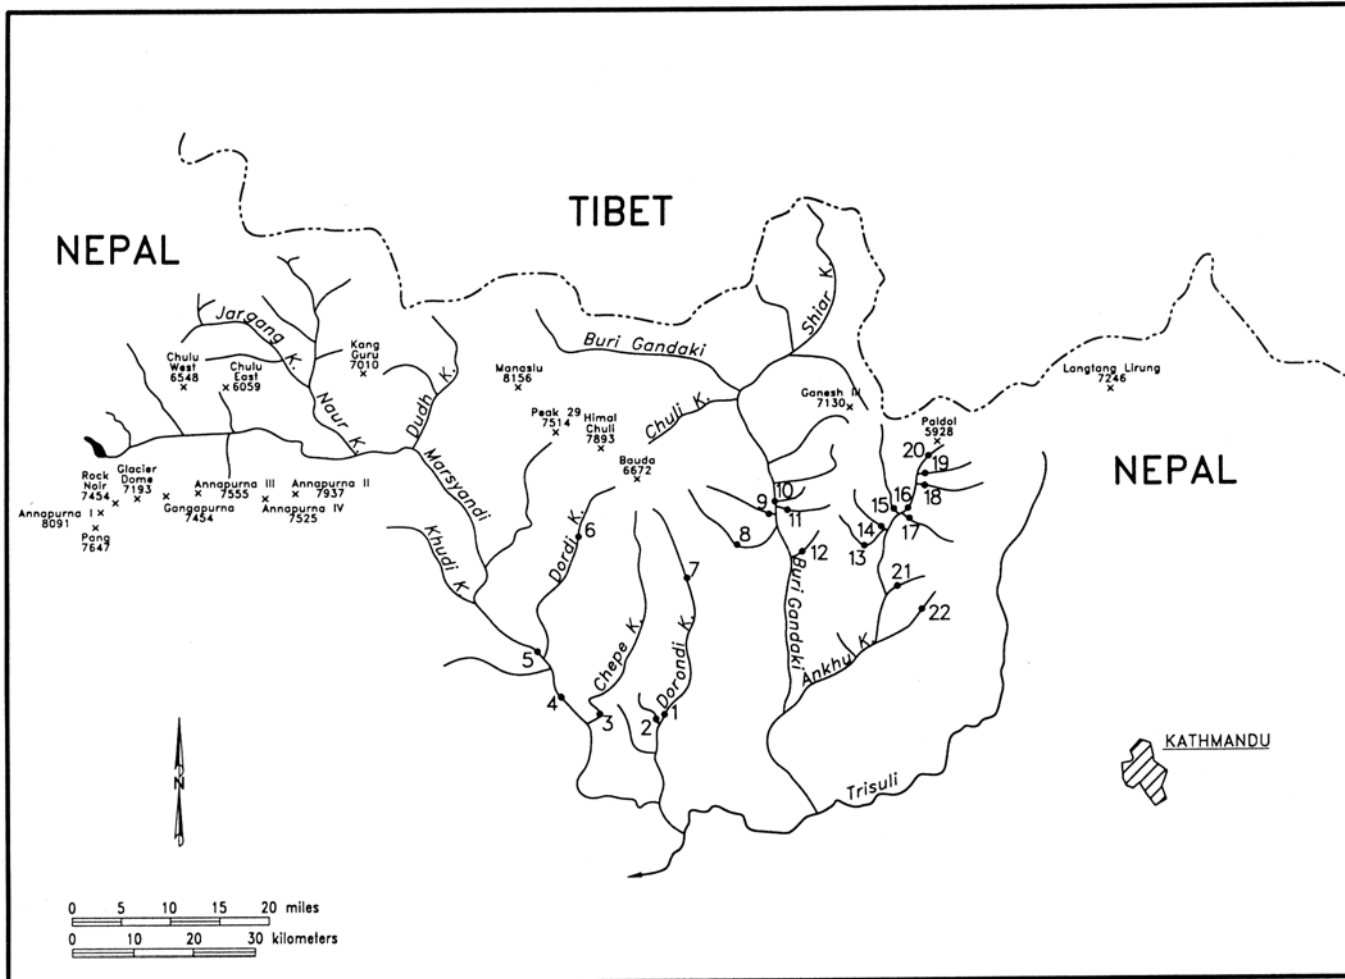 TIBET
NEPAL
Shiar K.
Jargang K.
Buri Gandaki
Kang
Guru
7010
Chulu
West
6548
Chulu
East
6059
Manaslu
8156
Langtang Lirung
7246
Naur K.
Dudh K.
Chuli K.
Ganesh III
7130
Peak 29
7514
Himal
Chuli
7893
Paldol
5928
Bauda
6672
NEPAL
Marsyandi
Rock
Noir
7454
Glacier
Dome
7193
Annapurna III
7555
Annapurna II
7937
Annapurna I
8091
Gangapurna
7454
Annapurna IV
7525
Pang
7647
20
19
18
10
9
11
15
16
17
14
13
8
12
6
Dordi K.
Khudi K.
7
21
22
Buri Gandaki
Ankhu K.
5
4
Chepe K.
3
2
Dorondi K.
1
KATHMANDU
Trisuli
N
0 5 10 15 20 miles
0 10 20 30 kilometers